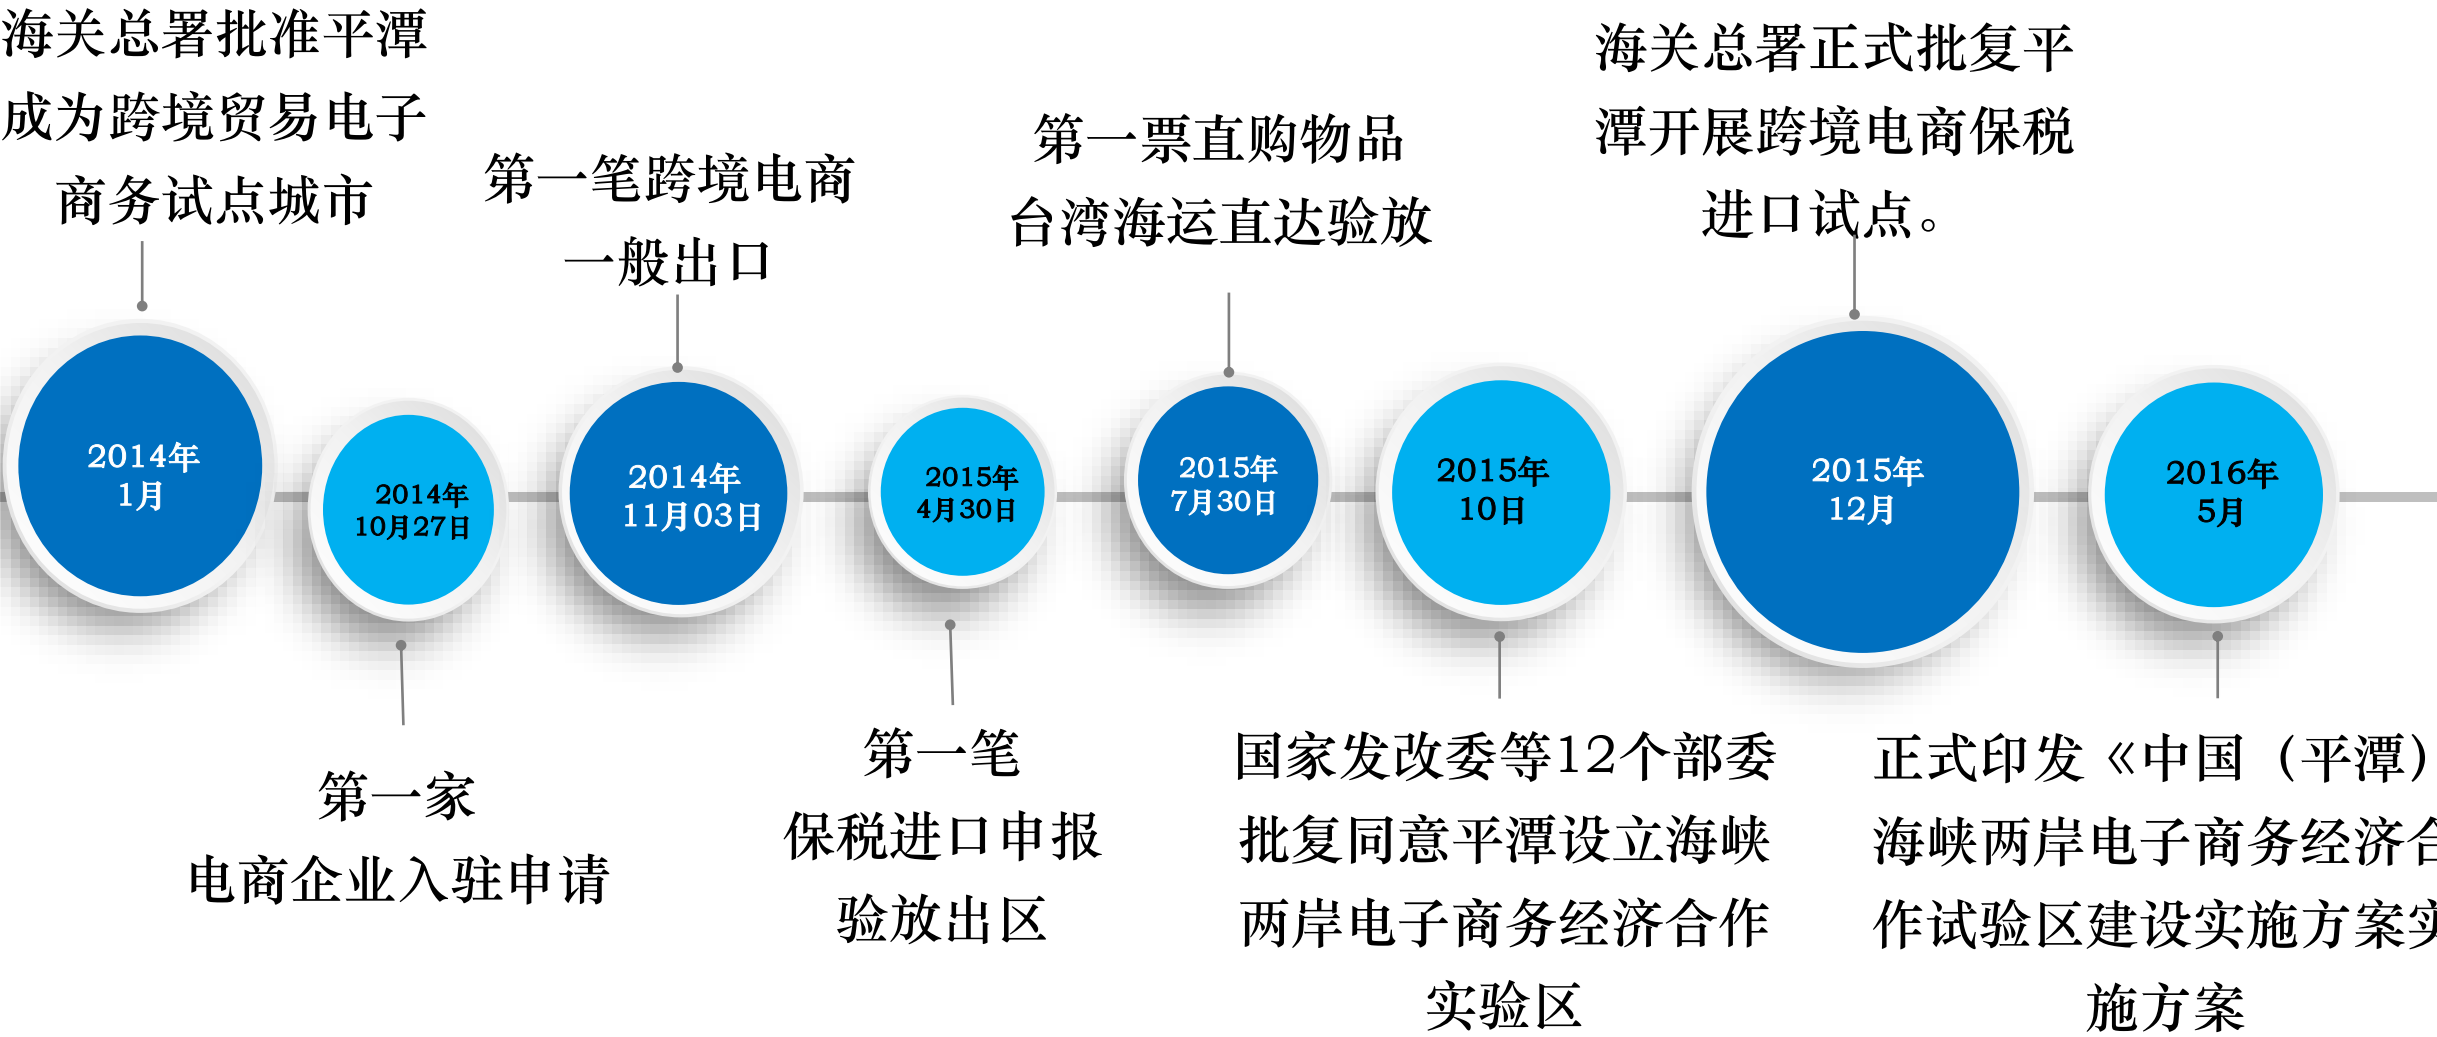 海关总署批准平潭
成为跨境贸易电子
商务试点城市
2014年
1月
2014年
10月27日
第一家
电商企业入驻申请
第一笔跨境电商
一般出口
2014年
11月03日
2015年
4月30日
第一笔
保税进口申报
验放出区
第一票直购物品
台湾海运直达验放
2015年
7月30日
2015年
10日
国家发改委等12个部委
批复同意平潭设立海峡
两岸电子商务经济合作
实验区
海关总署正式批复平
潭开展跨境电商保税
进口试点。
2015年
12月
2016年
5月
正式印发《中国（平潭）
海峡两岸电子商务经济合
作试验区建设实施方案实
施方案